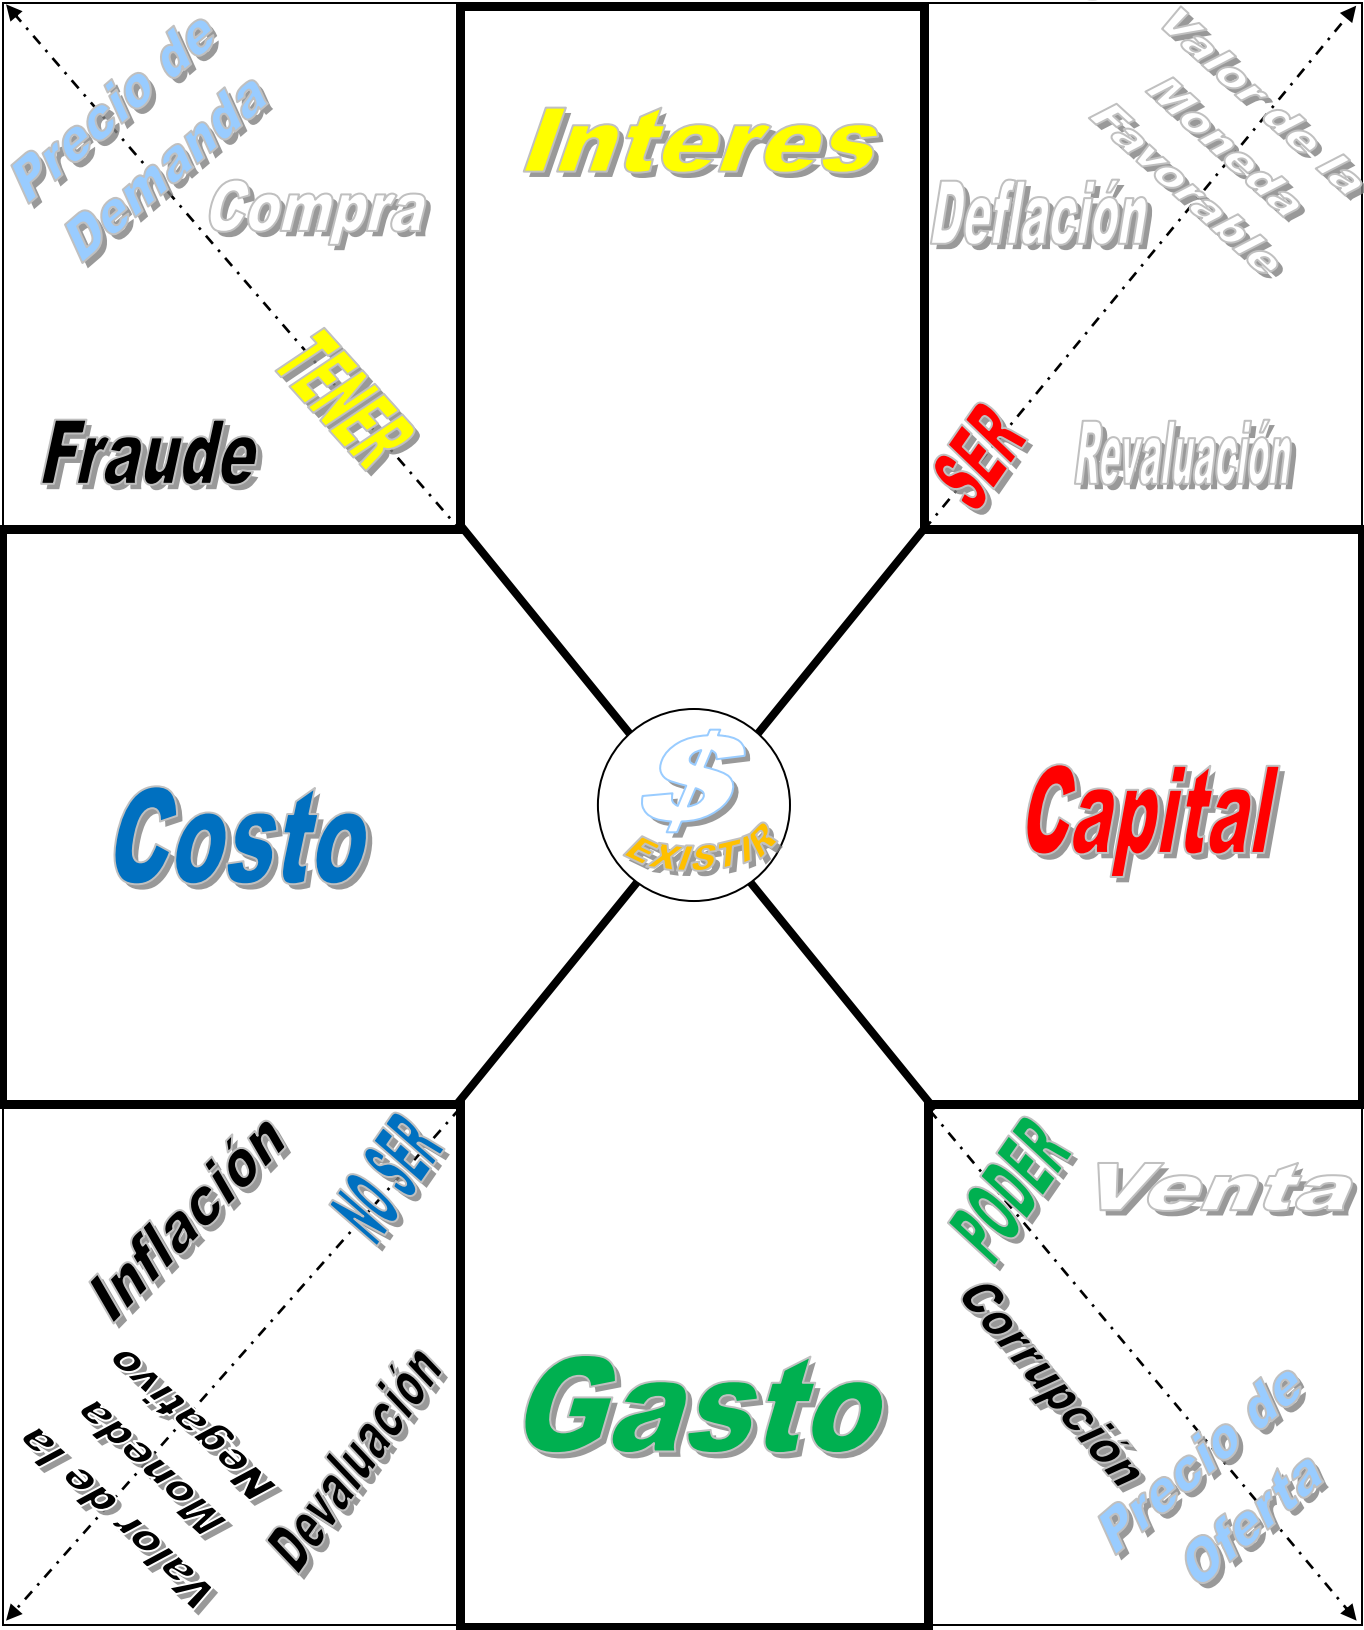 Precio de
Demanda
Compra
TENER
Fraude
Interes
Valor de la
Moneda
Favorable
Deflación
SER
Revaluación
Costo
$
EXISTIR
Capital
Inflación
NO SER
Valor de la
Moneda
Negativo
Devaluación
Gasto
PODER
Venta
Corrupción
Precio de
Oferta